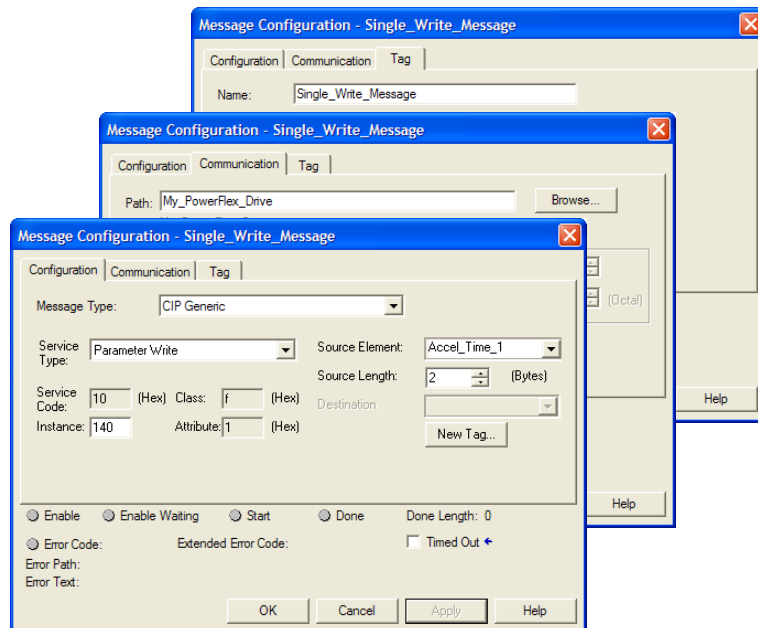 Message Configuration - Single_Write_Message
Configuration Communication Tag
Name: Single_Write_Message
Help
Message Configuration - Single_Write_Message
Configuration Communication Tag
Path: My_PowerFlex_Drive Browse...
(Octal)
Help
Message Configuration - Single_Write_Message
Configuration Communication Tag
Message Type: CIP Generic
Service Type: Parameter Write Source Element: Accel_Time_1
Source Length: 2 (Bytes)
Service Code: 10 (Hex) Class: f (Hex) Destination
Instance: 140 Attribute: 1 (Hex) New Tag...
Enable Enable Waiting Start Done Done Length: 0
Error Code: Extended Error Code: Timed Out
Error Path:
Error Text:
OK Cancel Apply Help